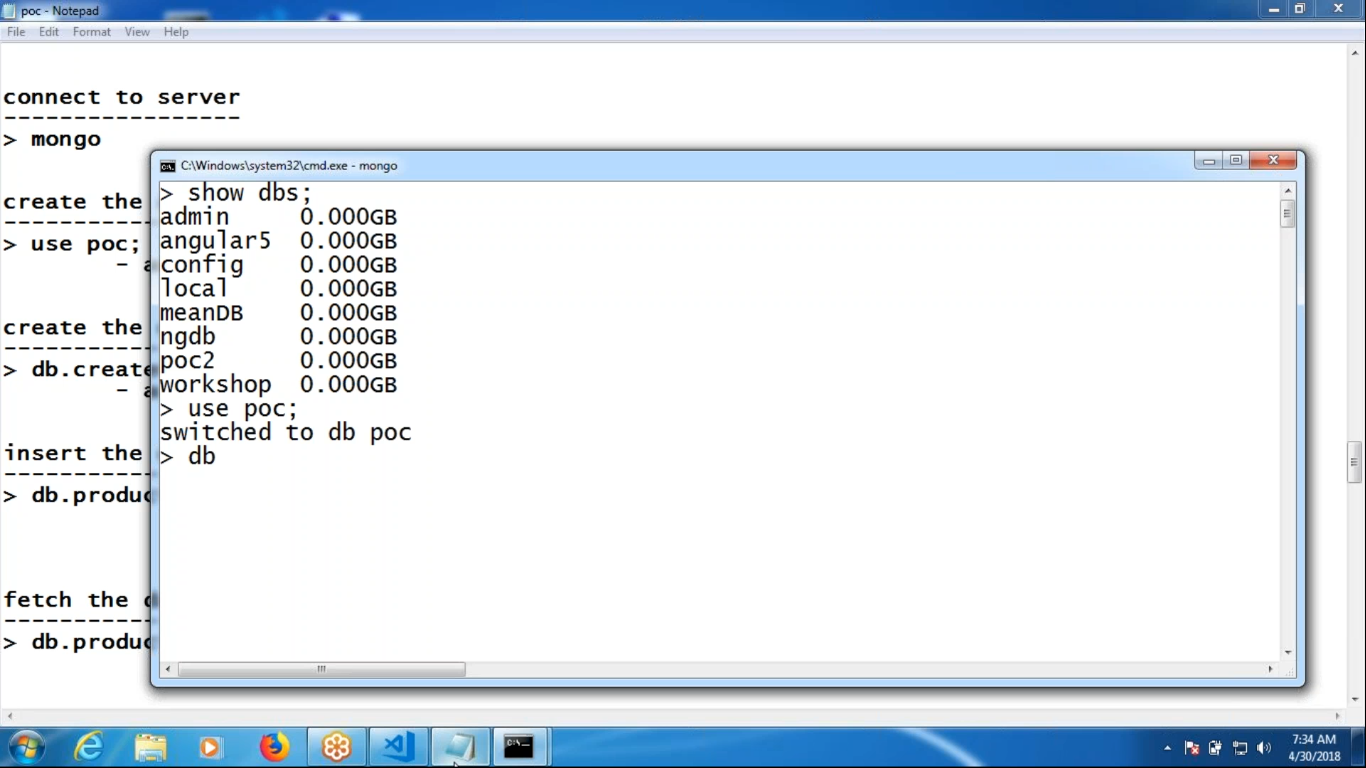 poc - Notepad
File Edit Format View Help
connect to server
-----------------
> mongo
C:\Windows\system32\cmd.exe - mongo
> show dbs;
admin 0.000GB
angular5 0.000GB
config 0.000GB
local 0.000GB
meanDB 0.000GB
ngdb 0.000GB
poc2 0.000GB
workshop 0.000GB
> use poc;
switched to db poc
> db
create the
> use poc;
create the
> db.create
insert the
> db.produc
fetch the
> db.produc
7:34 AM
4/30/2018